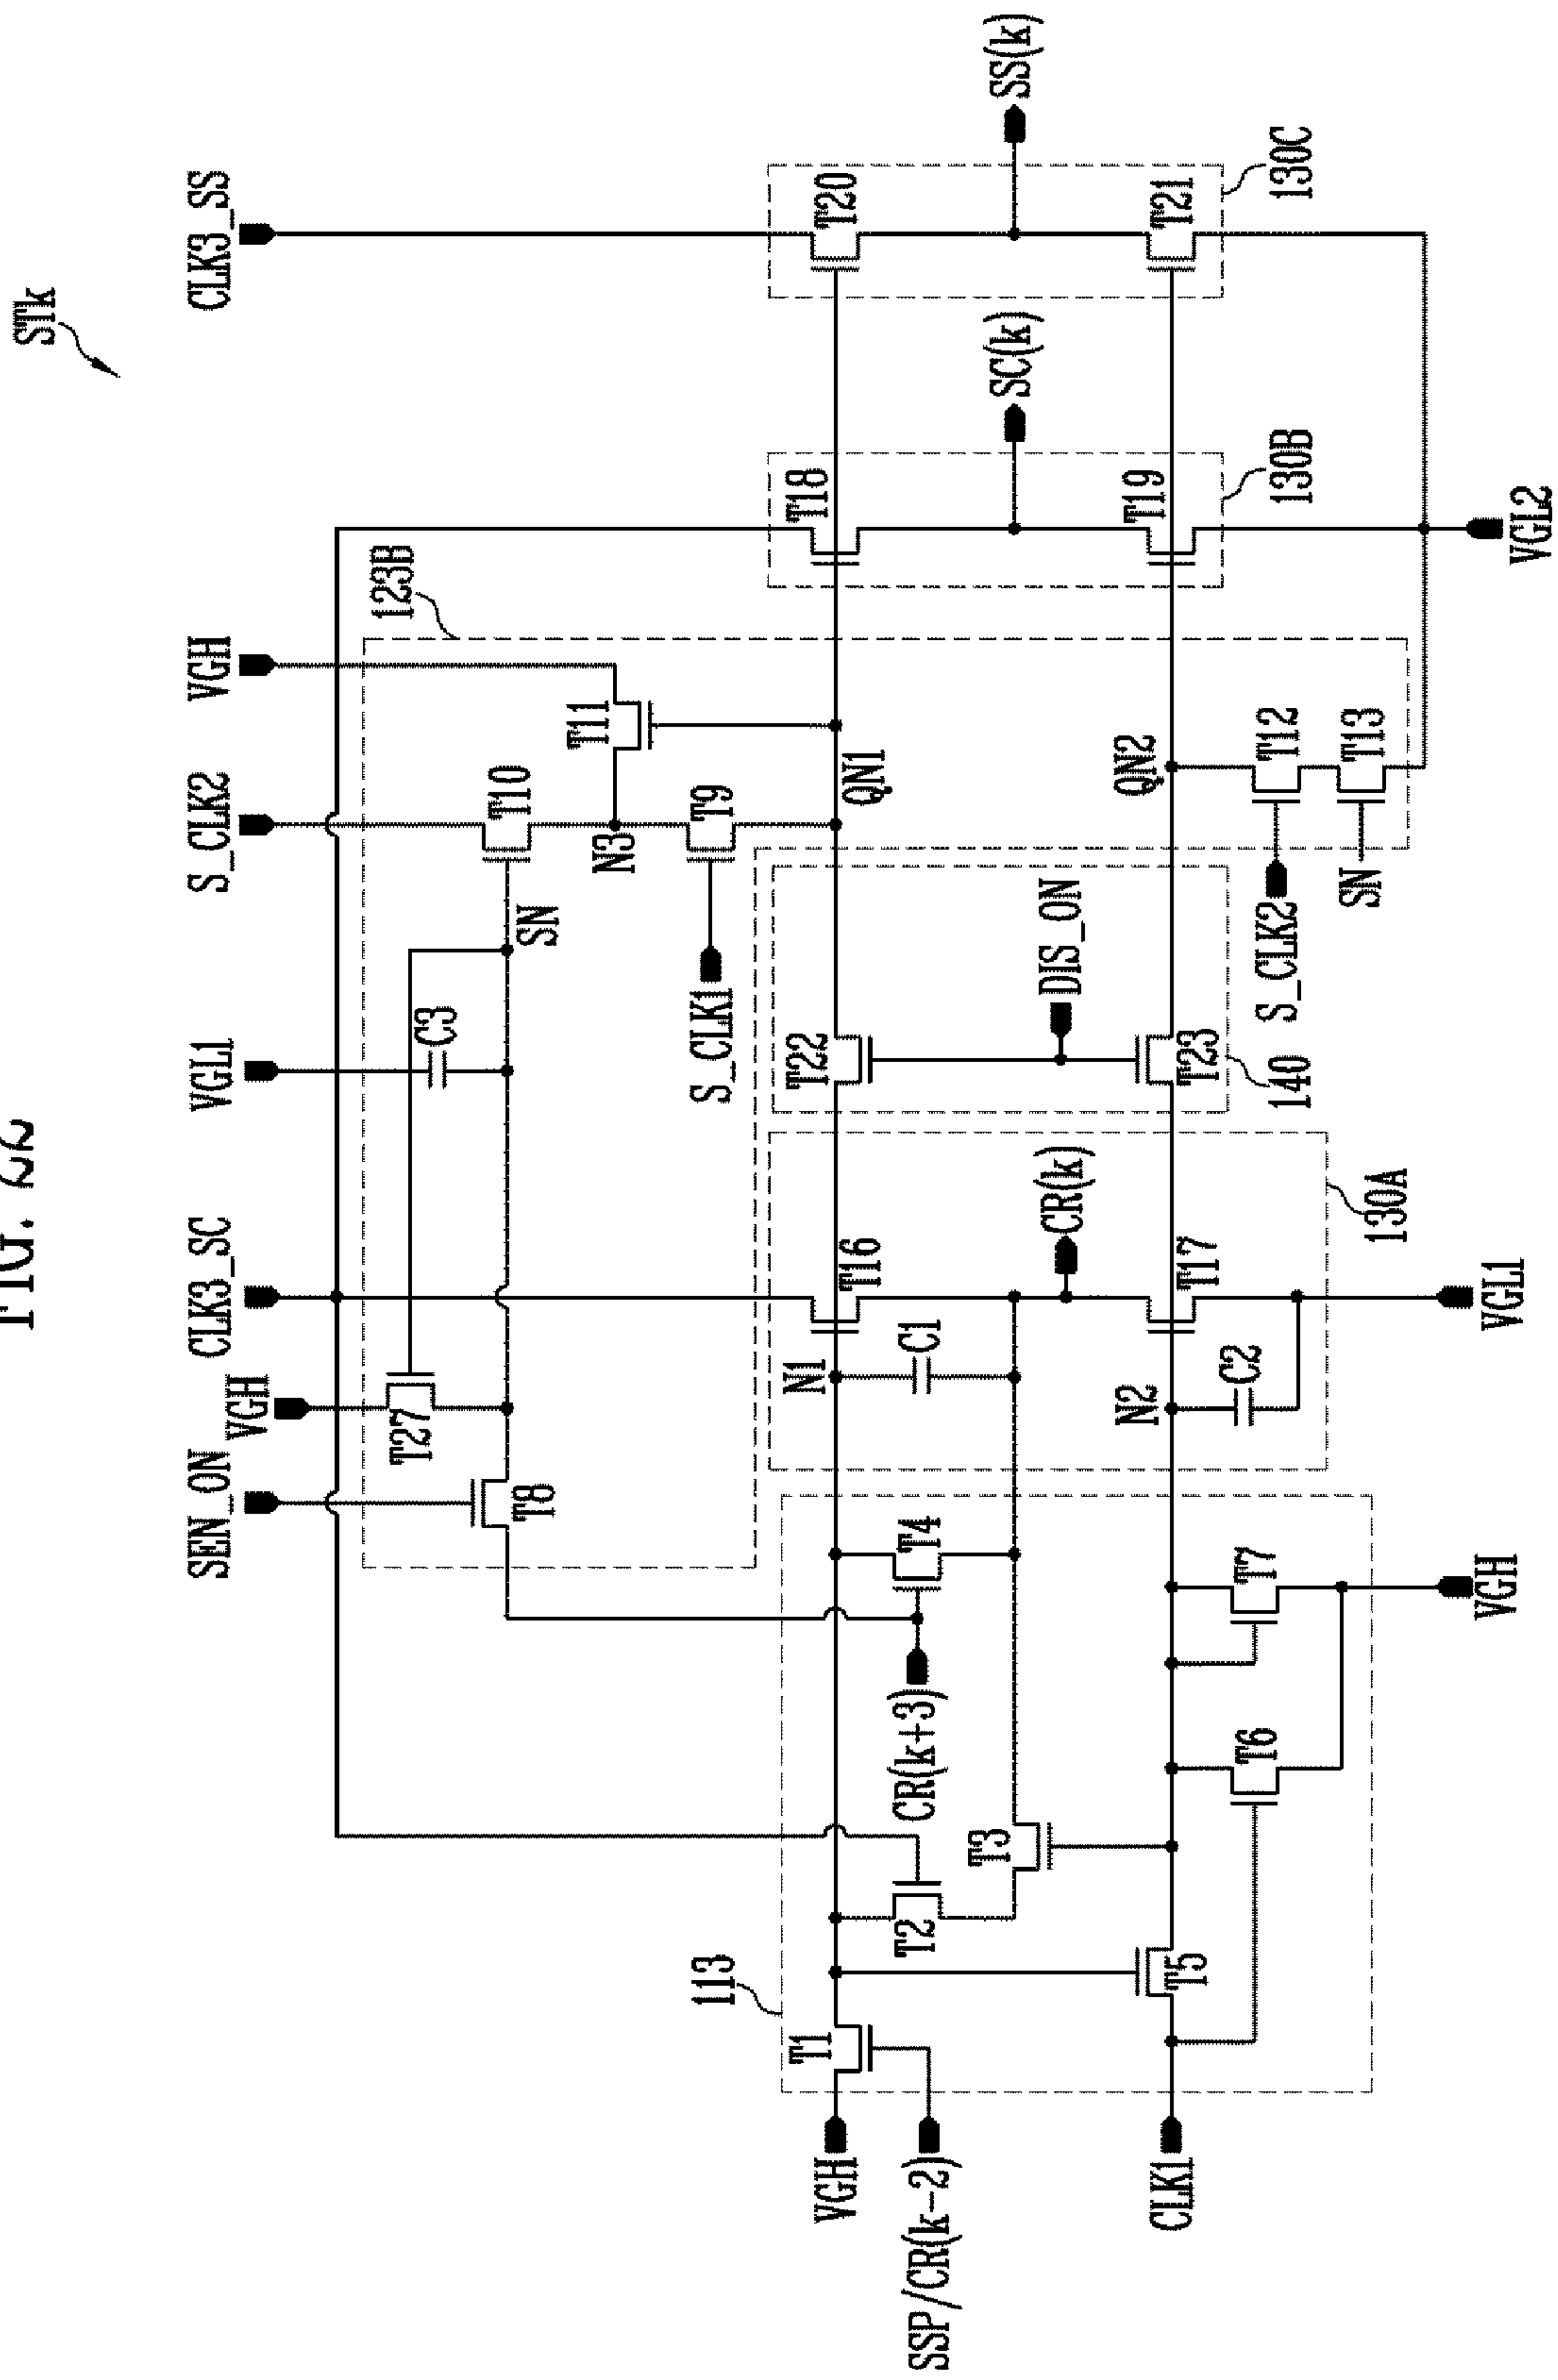 FIG. 22
STk
SEN_ON
VGH
CLK3_SC
VGL1
S_CLK2
VGH
CLK3_SS
123B
T27
C3
T8
SN
T10
T11
N3
T9
S_CLK1
113
VGH
T1
SSP/CR(k-2)
T2
CR(k+3)
T4
T3
N1
C1
T16
CR(k)
T22
DIS_ON
QN1
T18
SC(k)
T20
SS(k)
CLK1
T5
T6
T7
VGH
N2
C2
T17
VGL1
130A
T23
140
QN2
S_CLK2
T12
SN
T13
T19
130B
VGL2
T21
130C